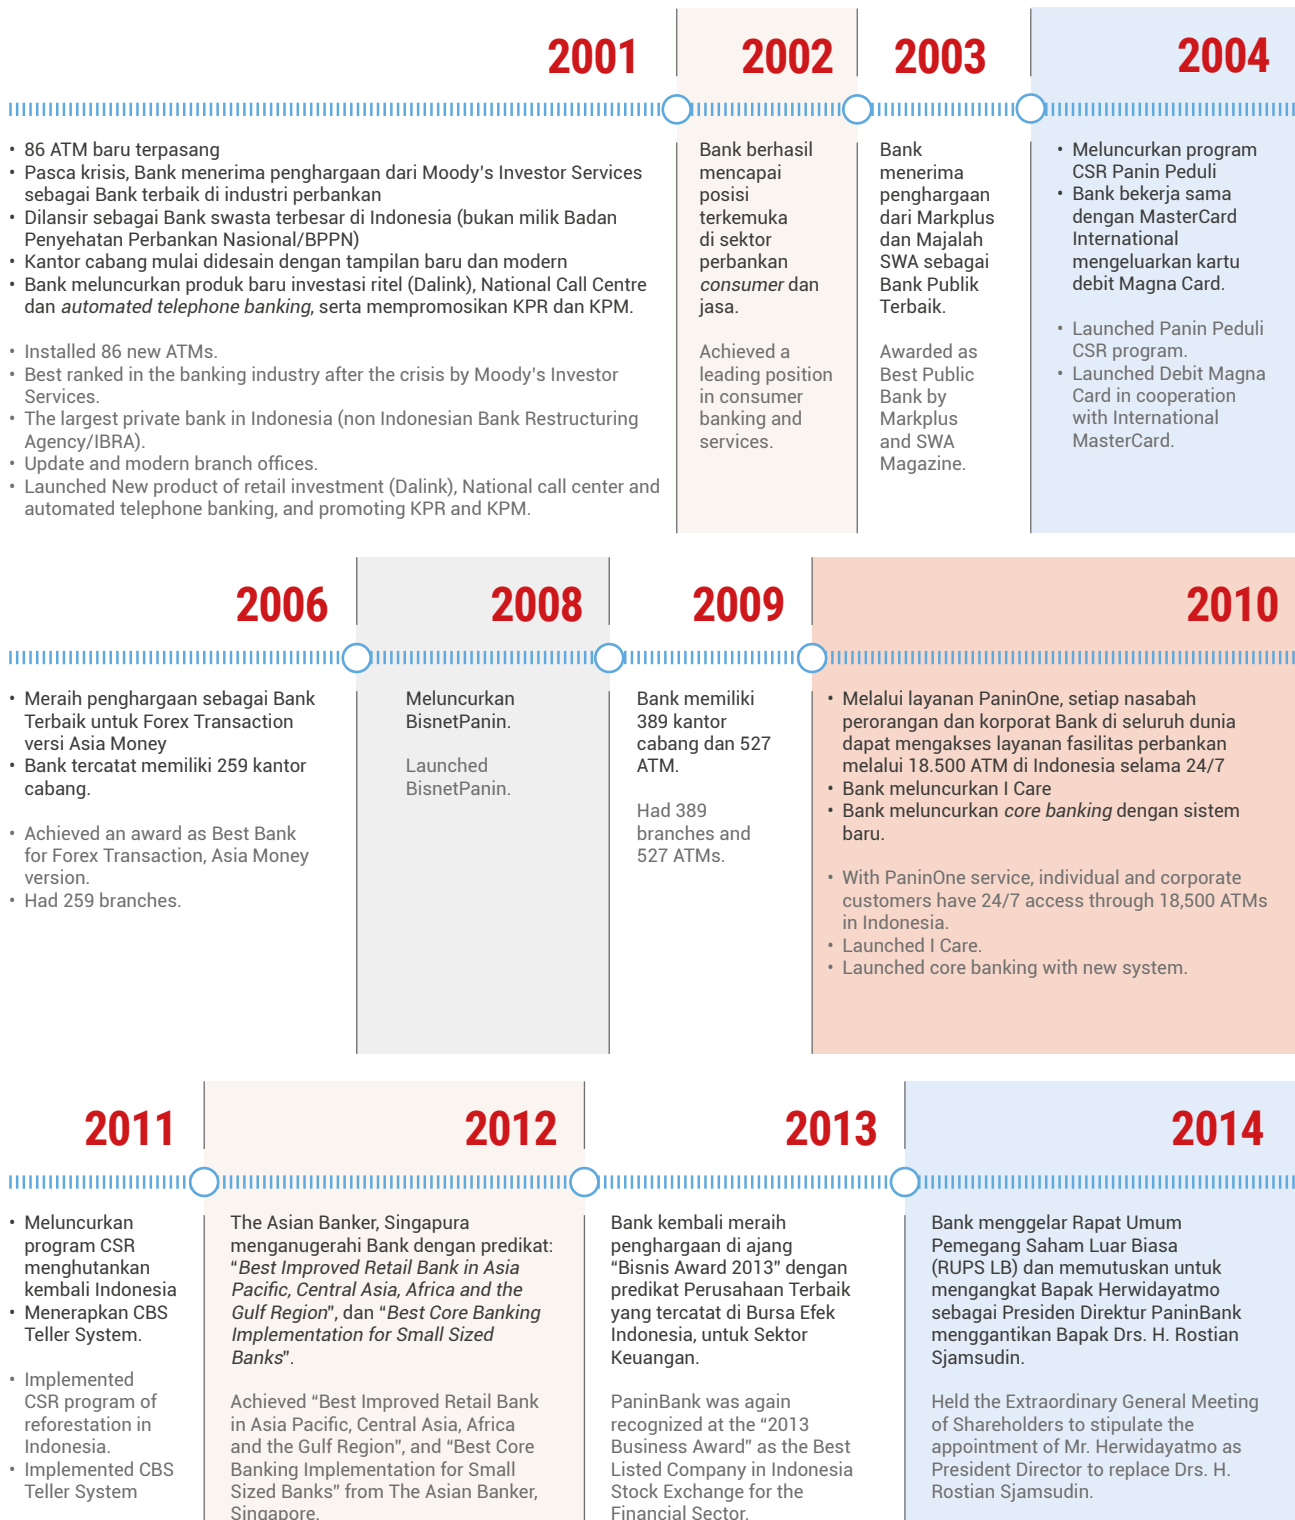 2001
• 86 ATM baru terpasang
• Pasca krisis, Bank menerima penghargaan dari Moody's Investor Services
sebagai Bank terbaik di industri perbankan
• Dilansir sebagai Bank swasta terbesar di Indonesia (bukan milik Badan
Penyehatan Perbankan Nasional/BPPN)
• Kantor cabang mulai didesain dengan tampilan baru dan modern
• Bank meluncurkan produk baru investasi ritel (Dalink), National Call Centre
dan automated telephone banking, serta mempromosikan KPR dan KPM.
• Installed 86 new ATMs.
• Best ranked in the banking industry after the crisis by Moody's Investor
Services.
• The largest private bank in Indonesia (non Indonesian Bank Restructuring
Agency/IBRA).
• Update and modern branch offices.
• Launched New product of retail investment (Dalink), National call center and
automated telephone banking, and promoting KPR and KPM.
2002
Bank berhasil
mencapai
posisi
terkemuka
di sektor
perbankan
consumer dan
jasa.
Achieved a
leading position
in consumer
banking and
services.
2003
Bank
menerima
penghargaan
dari Markplus
dan Majalah
SWA sebagai
Bank Publik
Terbaik.
Awarded as
Best Public
Bank by
Markplus
and SWA
Magazine.
2004
• Meluncurkan program
CSR Panin Peduli
• Bank bekerja sama
dengan MasterCard
International
mengeluarkan kartu
debit Magna Card.
• Launched Panin Peduli
CSR program.
• Launched Debit Magna
Card in cooperation
with International
MasterCard.
2006
• Meraih penghargaan sebagai Bank
Terbaik untuk Forex Transaction
versi Asia Money
• Bank tercatat memiliki 259 kantor
cabang.
• Achieved an award as Best Bank
for Forex Transaction, Asia Money
version.
• Had 259 branches.
2008
Meluncurkan
BisnetPanin.
Launched
BisnetPanin.
2009
Bank memiliki
389 kantor
cabang dan 527
ATM.
Had 389
branches and
527 ATMs.
2010
• Melalui layanan PaninOne, setiap nasabah
perorangan dan korporat Bank di seluruh dunia
dapat mengakses layanan fasilitas perbankan
melalui 18.500 ATM di Indonesia selama 24/7
• Bank meluncurkan I Care
• Bank meluncurkan core banking dengan sistem
baru.
• With PaninOne service, individual and corporate
customers have 24/7 access through 18,500 ATMs
in Indonesia.
• Launched I Care.
• Launched core banking with new system.
2011
• Meluncurkan
program CSR
menghutankan
kembali Indonesia
• Menerapkan CBS
Teller System.
• Implemented
CSR program of
reforestation in
Indonesia.
• Implemented CBS
Teller System
2012
The Asian Banker, Singapura
menganugerahi Bank dengan predikat:
“Best Improved Retail Bank in Asia
Pacific, Central Asia, Africa and the
Gulf Region”, dan “Best Core Banking
Implementation for Small Sized
Banks”.
Achieved “Best Improved Retail Bank
in Asia Pacific, Central Asia, Africa
and the Gulf Region”, and “Best Core
Banking Implementation for Small
Sized Banks” from The Asian Banker,
Singapore.
2013
Bank kembali meraih
penghargaan di ajang
“Bisnis Award 2013” dengan
predikat Perusahaan Terbaik
yang tercatat di Bursa Efek
Indonesia, untuk Sektor
Keuangan.
PaninBank was again
recognized at the “2013
Business Award” as the Best
Listed Company in Indonesia
Stock Exchange for the
Financial Sector.
2014
Bank menggelar Rapat Umum
Pemegang Saham Luar Biasa
(RUPS LB) dan memutuskan untuk
mengangkat Bapak Herwidayatmo
sebagai Presiden Direktur PaninBank
menggantikan Bapak Drs. H. Rostian
Sjamsudin.
Held the Extraordinary General Meeting
of Shareholders to stipulate the
appointment of Mr. Herwidayatmo as
President Director to replace Drs. H.
Rostian Sjamsudin.